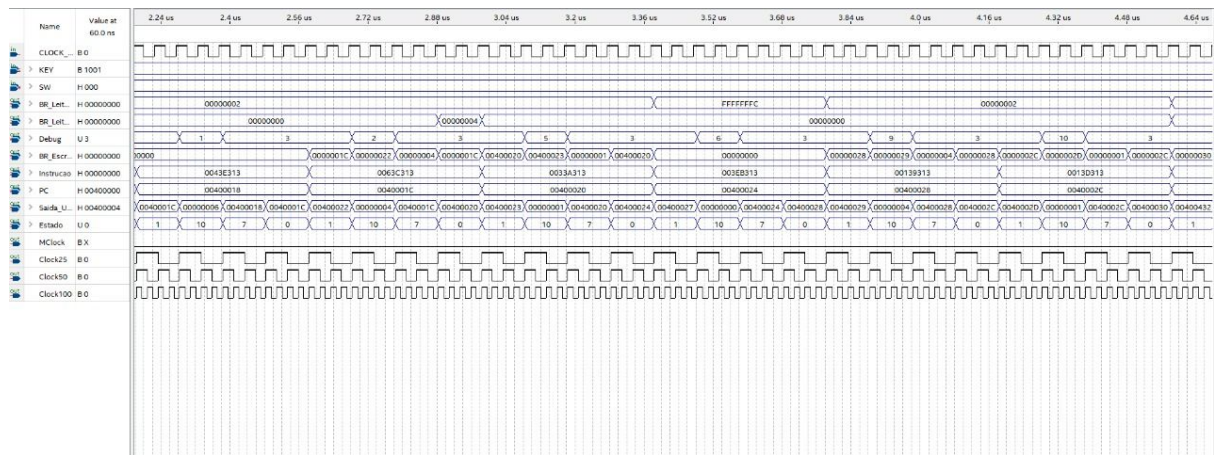 Name Value at 60.0 ns 2.24 us 2.4 us 2.56 us 2.72 us 2.88 us 3.04 us 3.2 us 3.36 us 3.52 us 3.68 us 3.84 us 4.0 us 4.16 us 4.32 us 4.48 us 4.64 us
CLOCK_... B 0
KEY B 1001
SW H 000
BR_Leit... H 00000000 00000002 FFFFFFFC 00000002
BR_Leit... H 00000000 00000000 00000004 00000000
Debug U 3 1 3 2 3 5 3 6 3 9 3 10 3
BR_Escr... H 00000000 0000001C 00000022 00000004 0000001C 00400020 00400023 00000001 00400020 00000000 00000028 00000029 00000004 00000028 0000002C 0000002D 00000001 0000002C 00000030
Instrucao H 00000000 0043E313 0063C313 0033A313 003EB313 00139313 0013D313
PC H 00400000 00400018 0040001C 00400020 00400024 00400028 0040002C
Saida_U... H 00400004 0040001C 00000006 00400018 0040001C 00400022 00000004 0040001C 00400020 00400023 00000001 00400020 00400024 00400027 00000000 00400024 00400028 00400029 00000004 00400028 0040002C 0040002D 00000001 0040002C 00400030 00400432
Estado U 0 1 10 7 0 1 10 7 0 1 10 7 0 1 10 7 0 1 10 7 0 1 10 7 0 1
MClock B X
Clock25 B 0
Clock50 B 0
Clock100 B 0